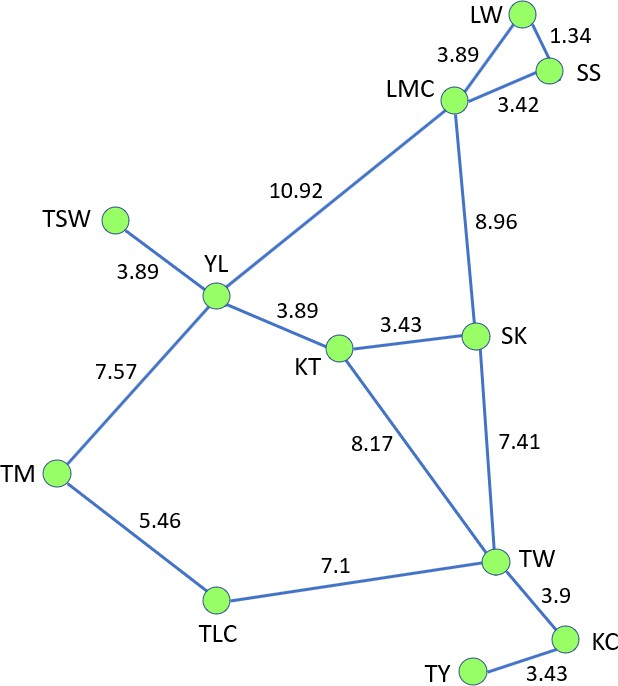 LW
1.34
3.89
SS
LMC
3.42
10.92
TSW
8.96
YL
3.89
3.89
3.43
SK
KT
7.57
8.17
7.41
TM
5.46
7.1
TW
3.9
TLC
KC
TY
3.43